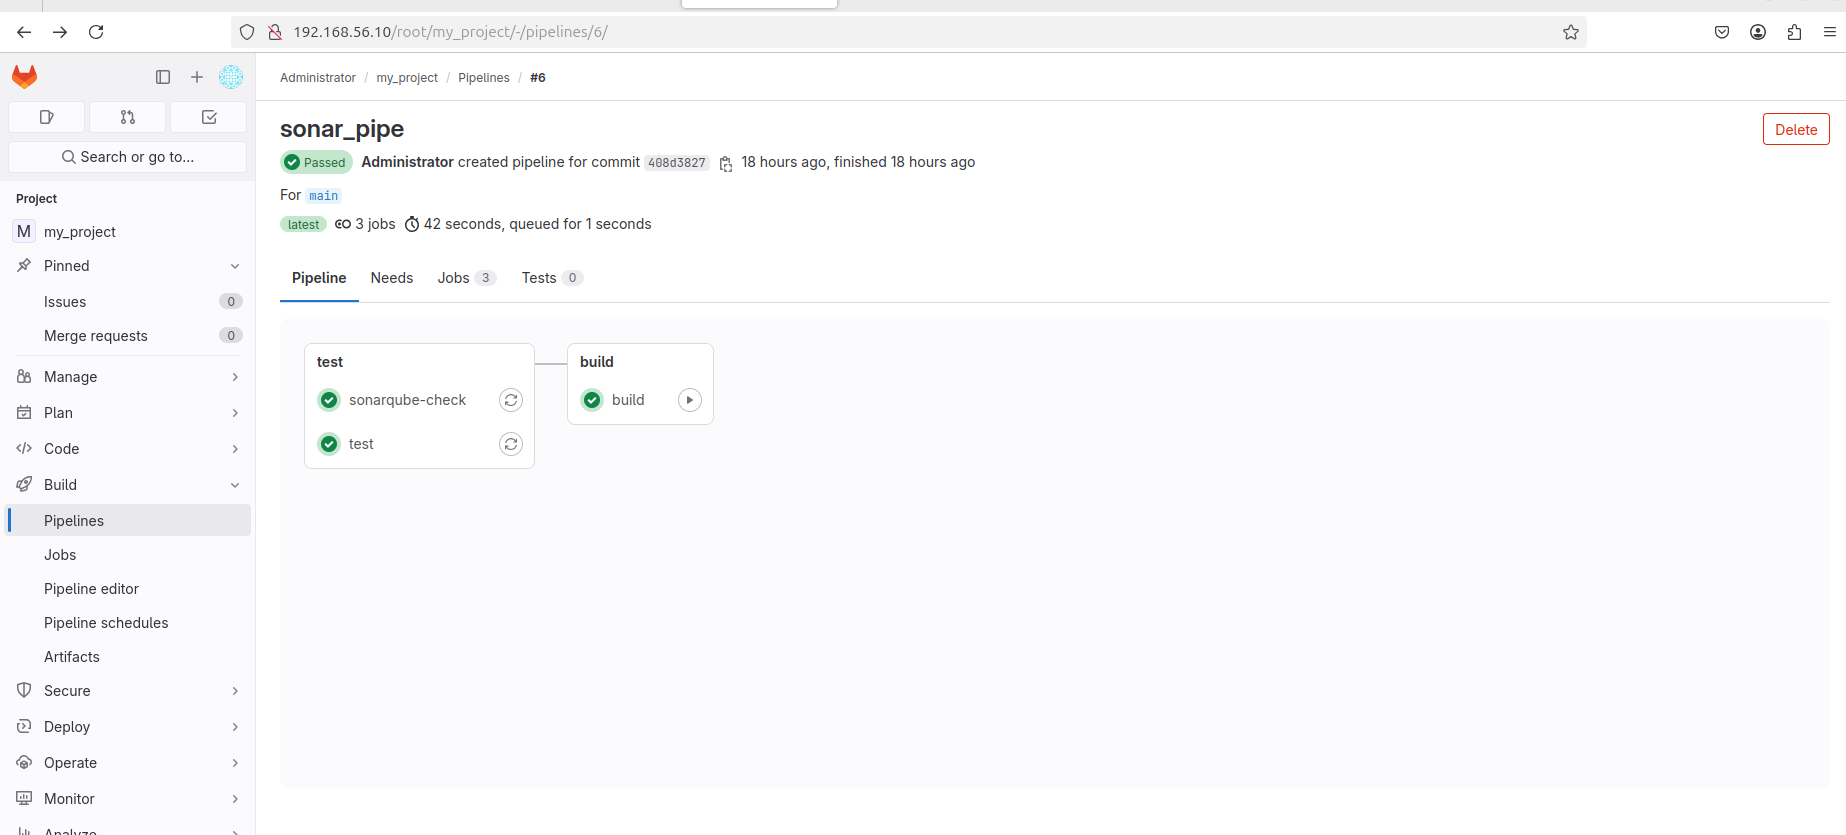 192.168.56.10/root/my_project/-/pipelines/6/
Administrator / my_project / Pipelines / #6
Search or go to...
Project
M my_project
Pinned
Issues 0
Merge requests 0
Manage
Plan
Code
Build
Pipelines
Jobs
Pipeline editor
Pipeline schedules
Artifacts
Secure
Deploy
Operate
Monitor
Analyze
sonar_pipe
Delete
Passed Administrator created pipeline for commit 408d3827 18 hours ago, finished 18 hours ago
For main
latest 3 jobs 42 seconds, queued for 1 seconds
Pipeline Needs Jobs 3 Tests 0
test
sonarqube-check
test
build
build